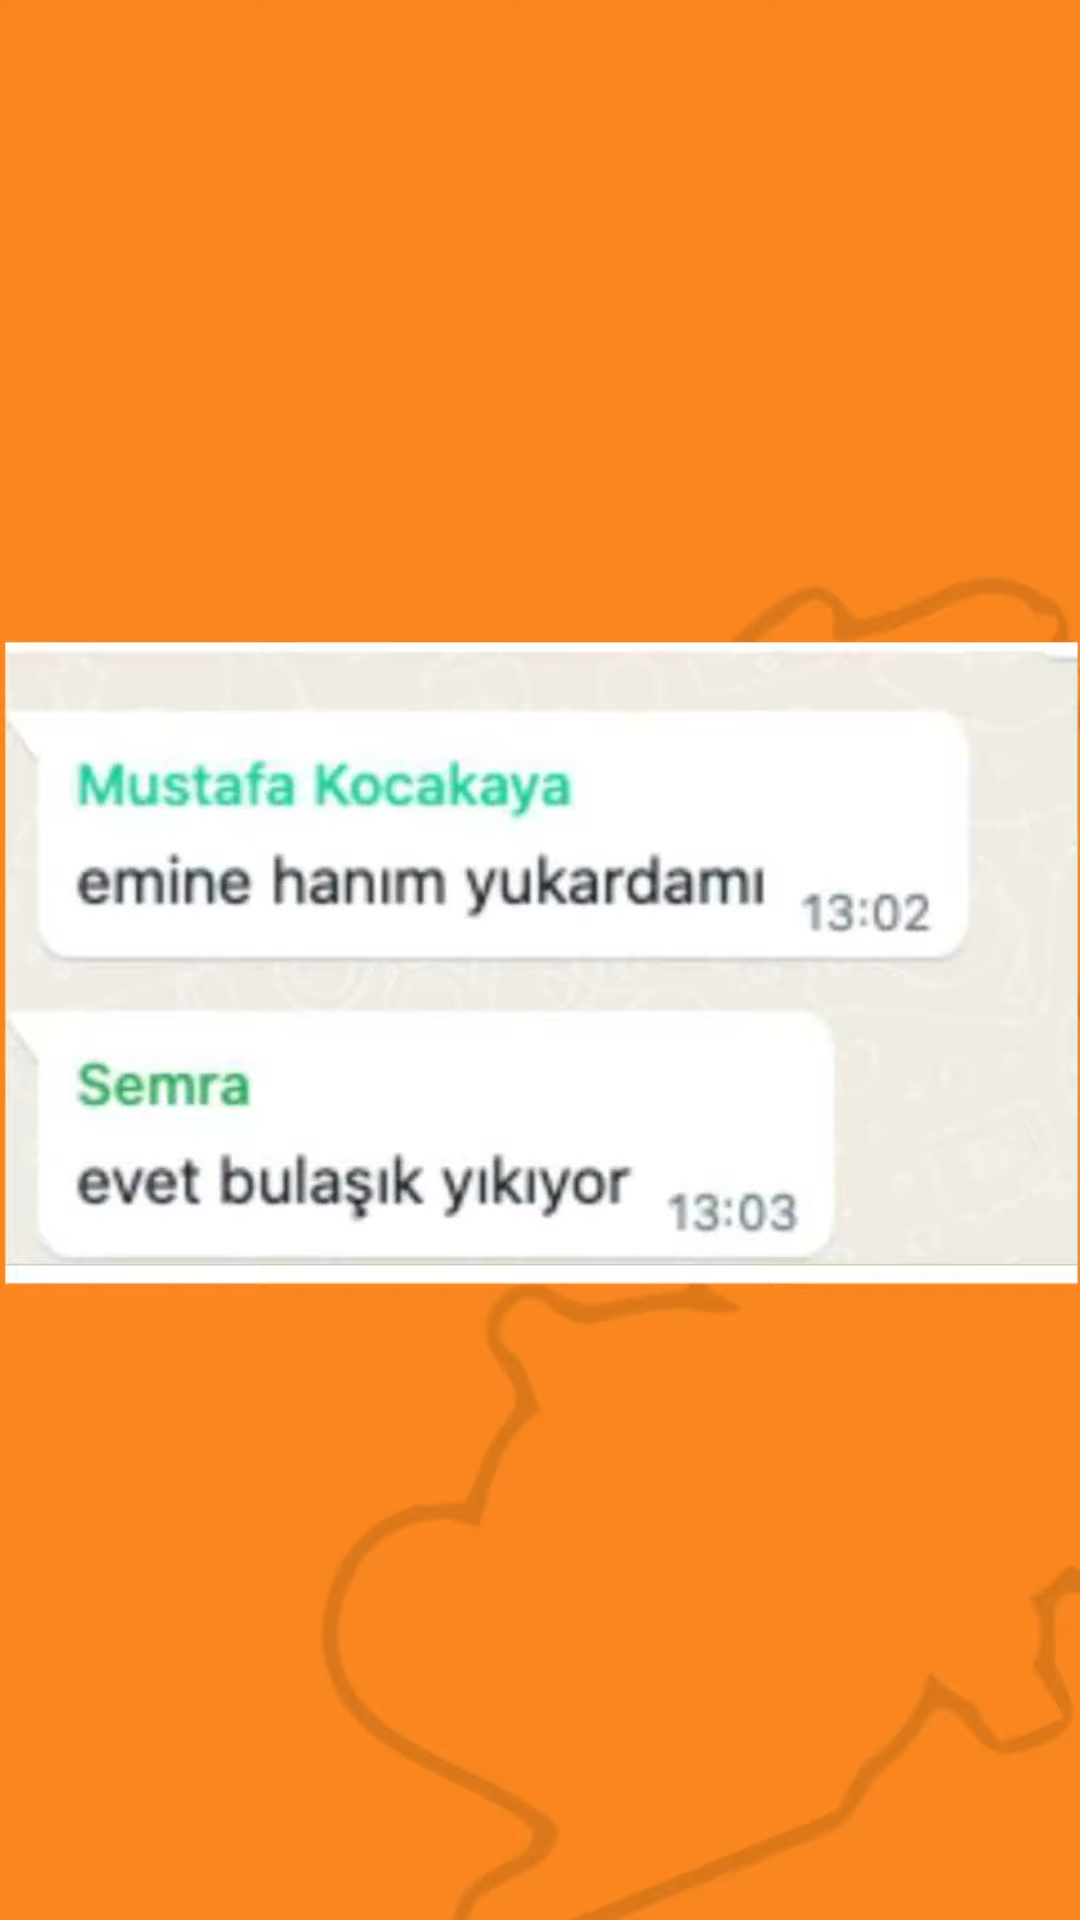 Mustafa Kocakaya
emine hanım yukardamı 13:02
Semra
evet bulaşık yıkıyor 13:03